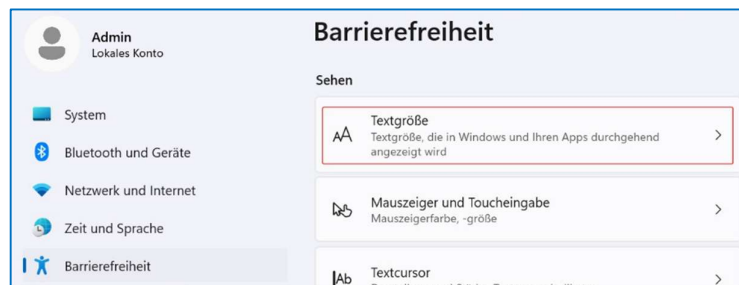 Admin
Lokales Konto
System
Bluetooth und Geräte
Netzwerk und Internet
Zeit und Sprache
Barrierefreiheit
Barrierefreiheit
Sehen
Textgröße
Textgröße, die in Windows und Ihren Apps durchgehend
angezeigt wird
Mauszeiger und Toucheingabe
Mauszeigerfarbe, -größe
Textcursor